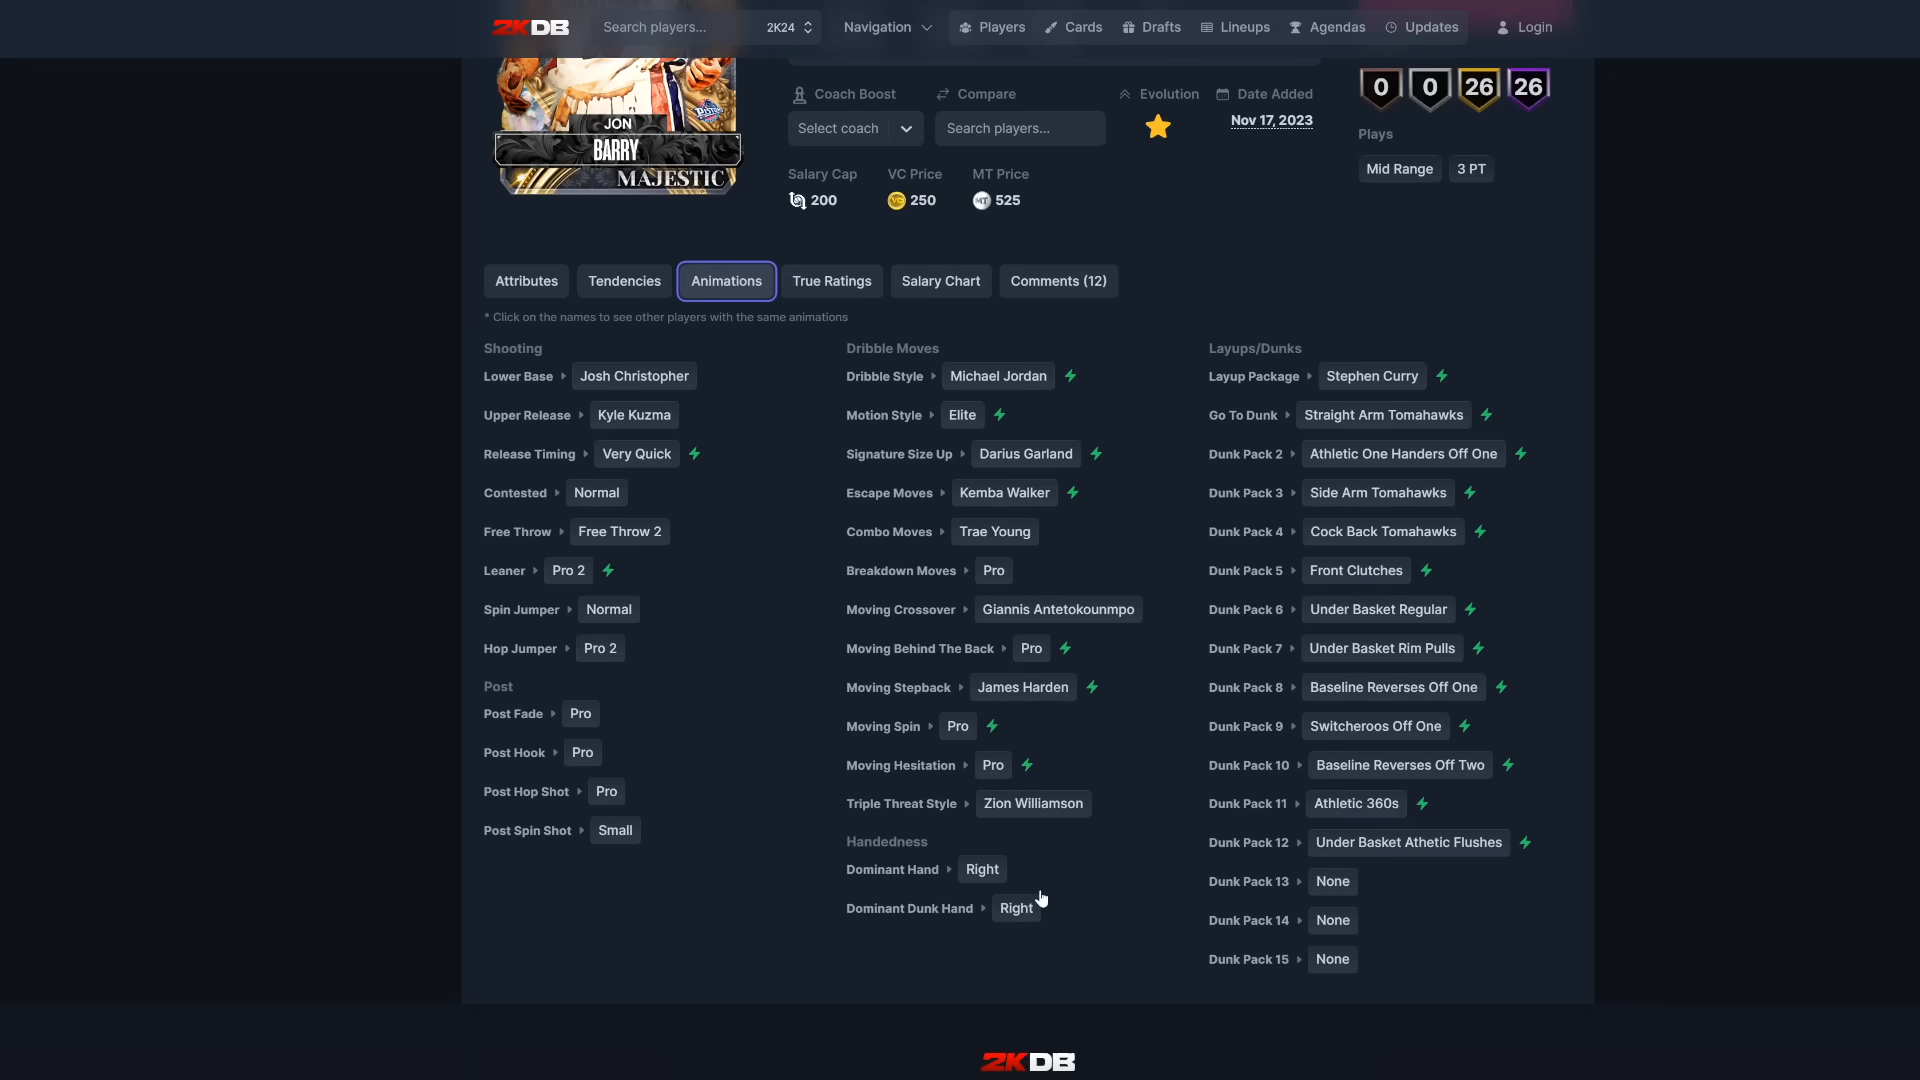 2KDB
Search players...
2K24
Navigation
Players
Cards
Drafts
Lineups
Agendas
Updates
Login
JON
BARRY
MAJESTIC
Coach Boost
Compare
Evolution
Date Added
Select coach
Search players...
Nov 17, 2023
0
0
26
26
Plays
Mid Range
3 PT
Salary Cap
VC Price
MT Price
200
VC 250
MT 525
Attributes
Tendencies
Animations
True Ratings
Salary Chart
Comments (12)
* Click on the names to see other players with the same animations
Shooting
Lower Base Josh Christopher
Upper Release Kyle Kuzma
Release Timing Very Quick
Contested Normal
Free Throw Free Throw 2
Leaner Pro 2
Spin Jumper Normal
Hop Jumper Pro 2
Post
Post Fade Pro
Post Hook Pro
Post Hop Shot Pro
Post Spin Shot Small
Dribble Moves
Dribble Style Michael Jordan
Motion Style Elite
Signature Size Up Darius Garland
Escape Moves Kemba Walker
Combo Moves Trae Young
Breakdown Moves Pro
Moving Crossover Giannis Antetokounmpo
Moving Behind The Back Pro
Moving Stepback James Harden
Moving Spin Pro
Moving Hesitation Pro
Triple Threat Style Zion Williamson
Handedness
Dominant Hand Right
Dominant Dunk Hand Right
Layups/Dunks
Layup Package Stephen Curry
Go To Dunk Straight Arm Tomahawks
Dunk Pack 2 Athletic One Handers Off One
Dunk Pack 3 Side Arm Tomahawks
Dunk Pack 4 Cock Back Tomahawks
Dunk Pack 5 Front Clutches
Dunk Pack 6 Under Basket Regular
Dunk Pack 7 Under Basket Rim Pulls
Dunk Pack 8 Baseline Reverses Off One
Dunk Pack 9 Switcheroos Off One
Dunk Pack 10 Baseline Reverses Off Two
Dunk Pack 11 Athletic 360s
Dunk Pack 12 Under Basket Athetic Flushes
Dunk Pack 13 None
Dunk Pack 14 None
Dunk Pack 15 None
2KDB